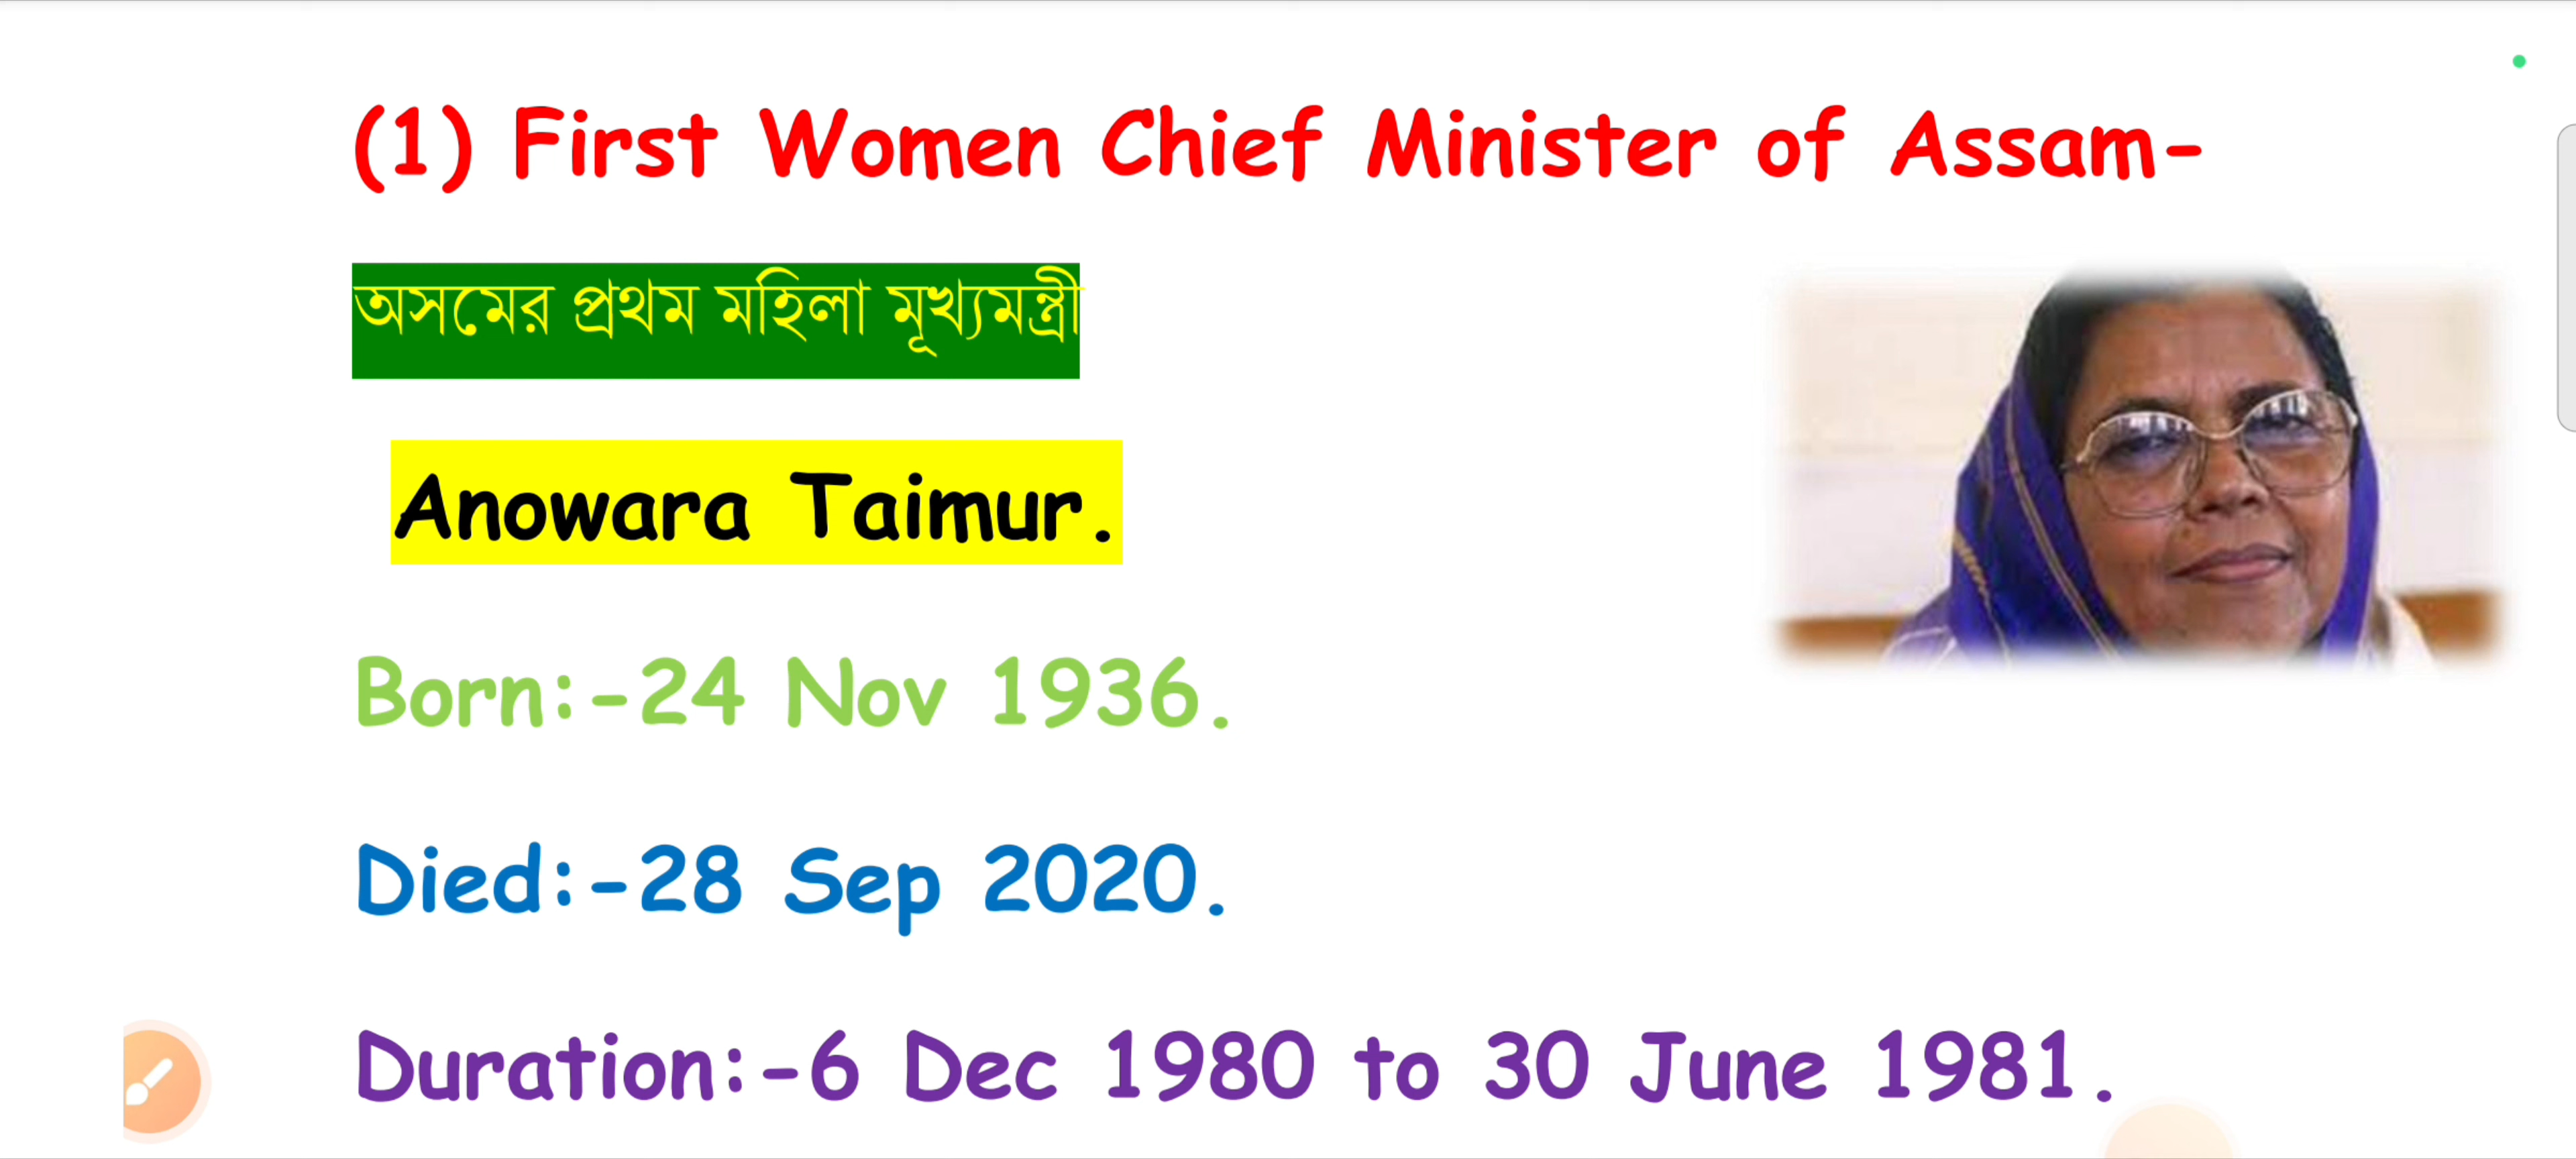 (1) First Women Chief Minister of Assam-
অসমের প্রথম মহিলা মূখ্যমন্ত্রী
Anowara Taimur.
Born:-24 Nov 1936.
Died:-28 Sep 2020.
Duration:-6 Dec 1980 to 30 June 1981.